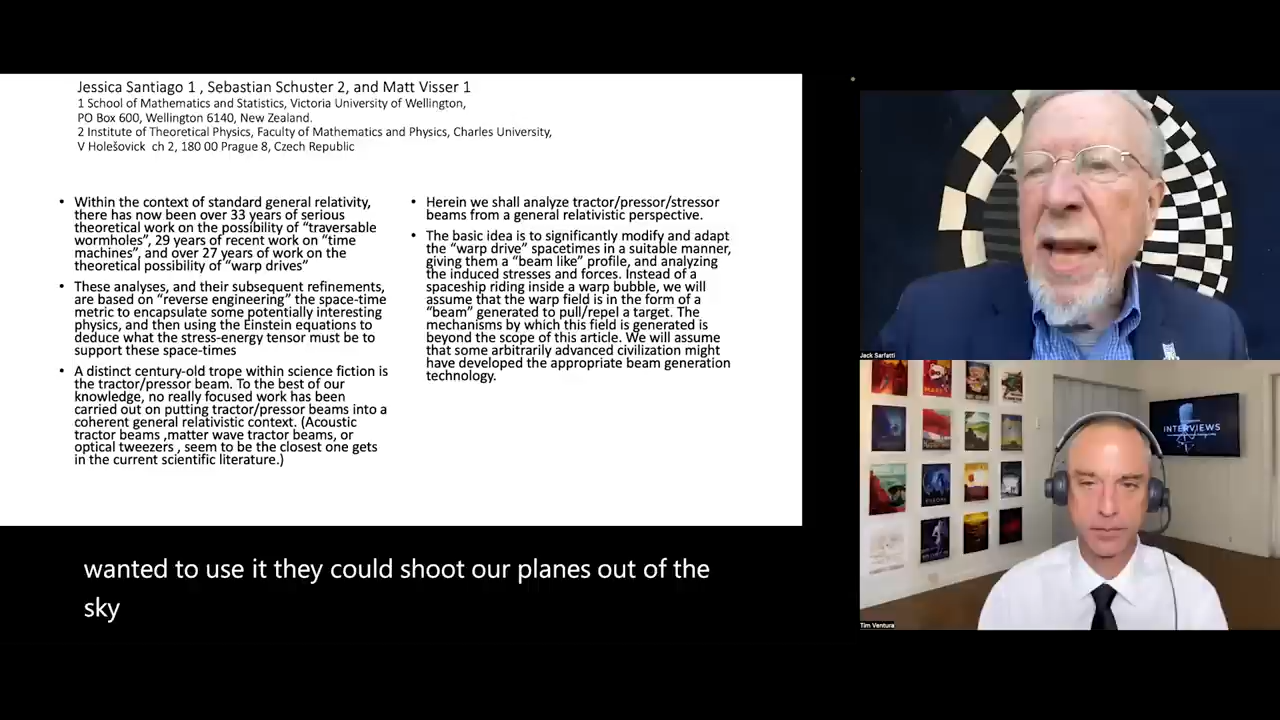 Jessica Santiago 1 , Sebastian Schuster 2, and Matt Visser 1
1 School of Mathematics and Statistics, Victoria University of Wellington,
PO Box 600, Wellington 6140, New Zealand.
2 Institute of Theoretical Physics, Faculty of Mathematics and Physics, Charles University,
V Holešovick ch 2, 180 00 Prague 8, Czech Republic
• Within the context of standard general relativity,
there has now been over 33 years of serious
theoretical work on the possibility of “traversable
wormholes”, 29 years of recent work on “time
machines”, and over 27 years of work on the
theoretical possibility of “warp drives”
• These analyses, and their subsequent refinements,
are based on “reverse engineering” the space-time
metric to encapsulate some potentially interesting
physics, and then using the Einstein equations to
deduce what the stress-energy tensor must be to
support these space-times
• A distinct century-old trope within science fiction is
the tractor/pressor beam. To the best of our
knowledge, no really focused work has been
carried out on putting tractor/pressor beams into a
coherent general relativistic context. (Acoustic
tractor beams ,matter wave tractor beams, or
optical tweezers , seem to be the closest one gets
in the current scientific literature.)
• Herein we shall analyze tractor/pressor/stressor
beams from a general relativistic perspective.
• The basic idea is to significantly modify and adapt
the “warp drive” spacetimes in a suitable manner,
giving them a “beam like” profile, and analyzing
the induced stresses and forces. Instead of a
spaceship riding inside a warp bubble, we will
assume that the warp field is in the form of a
“beam” generated to pull/repel a target. The
mechanisms by which this field is generated is
beyond the scope of this article. We will assume
that some arbitrarily advanced civilization might
have developed the appropriate beam generation
technology.
wanted to use it they could shoot our planes out of the
sky
Jack Sarfatti
INTERVIEWS
Tim Ventura